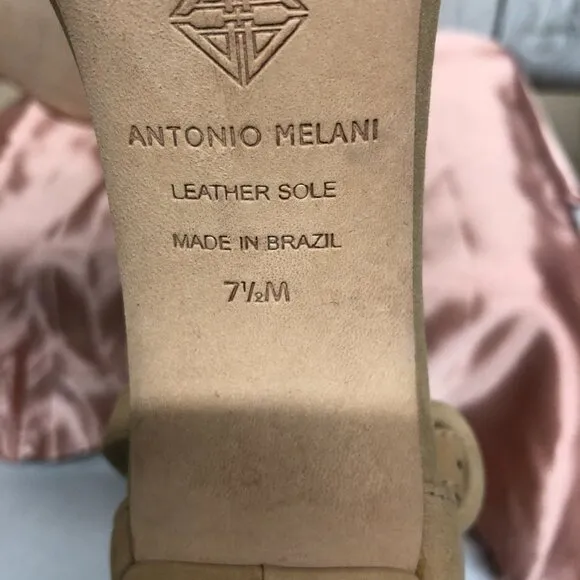 ANTONIO MELANI
LEATHER SOLE
MADE IN BRAZIL
7½M